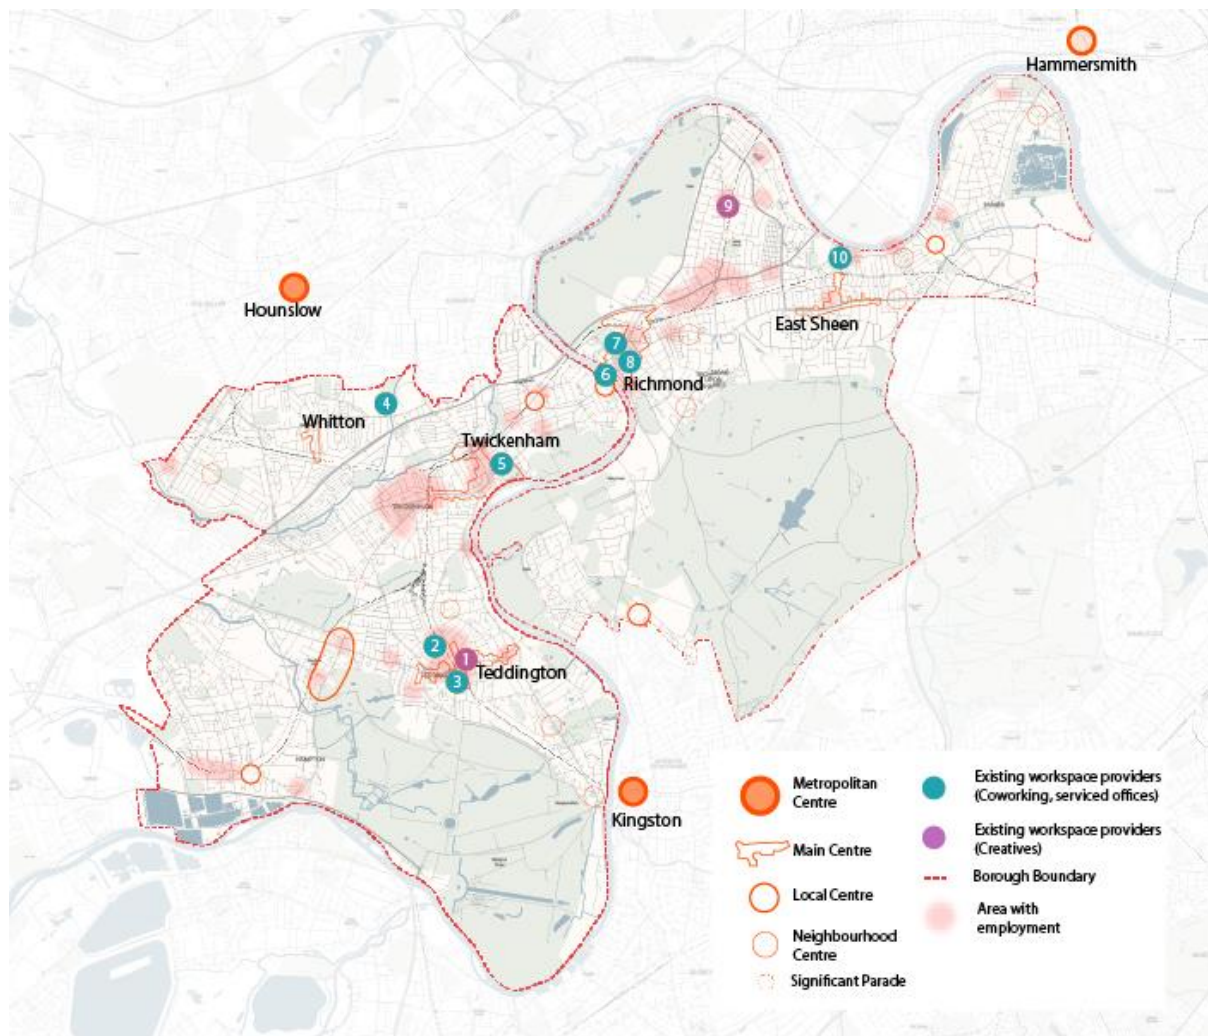 Hammersmith
9
Hounslow
10
East Sheen
7
8
6
Richmond
4
Whitton
Twickenham
5
2
1
Teddington
3
Kingston
Metropolitan
Centre
Main Centre
Local Centre
Neighbourhood
Centre
Significant Parade
Existing workspace providers
(Coworking, serviced offices)
Existing workspace providers
(Creatives)
Borough Boundary
Area with
employment